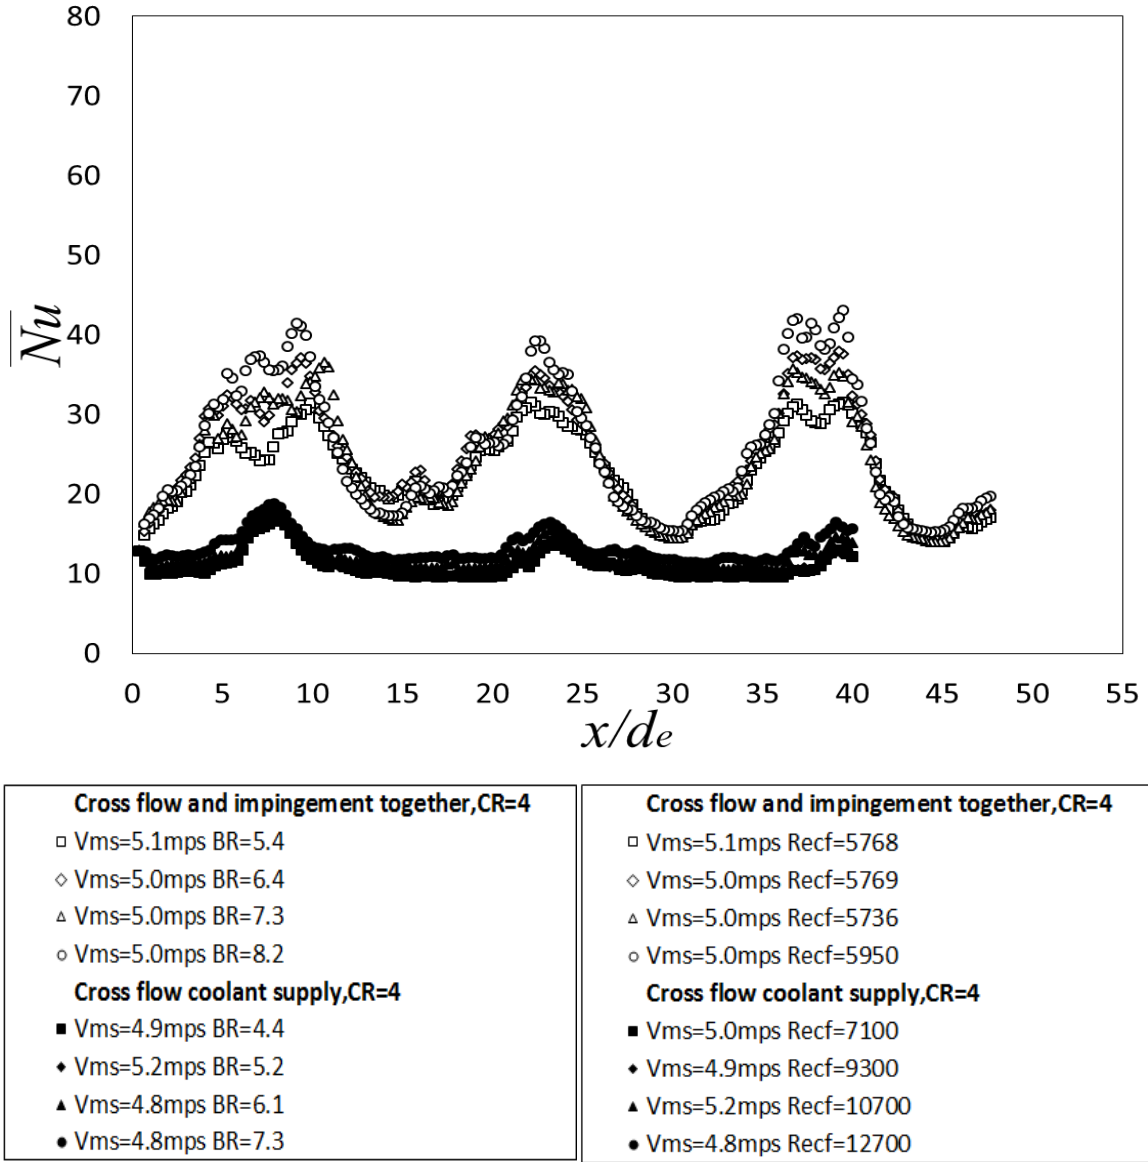 80
70
60
50
40
30
20
10
0
Nu
0 5 10 15 20 25 30 35 40 45 50 55
x/de
Cross flow and impingement together,CR=4
Vms=5.1mps BR=5.4
Vms=5.0mps BR=6.4
Vms=5.0mps BR=7.3
Vms=5.0mps BR=8.2
Cross flow coolant supply,CR=4
Vms=4.9mps BR=4.4
Vms=5.2mps BR=5.2
Vms=4.8mps BR=6.1
Vms=4.8mps BR=7.3
Cross flow and impingement together,CR=4
Vms=5.1mps Recf=5768
Vms=5.0mps Recf=5769
Vms=5.0mps Recf=5736
Vms=5.0mps Recf=5950
Cross flow coolant supply,CR=4
Vms=5.0mps Recf=7100
Vms=4.9mps Recf=9300
Vms=5.2mps Recf=10700
Vms=4.8mps Recf=12700